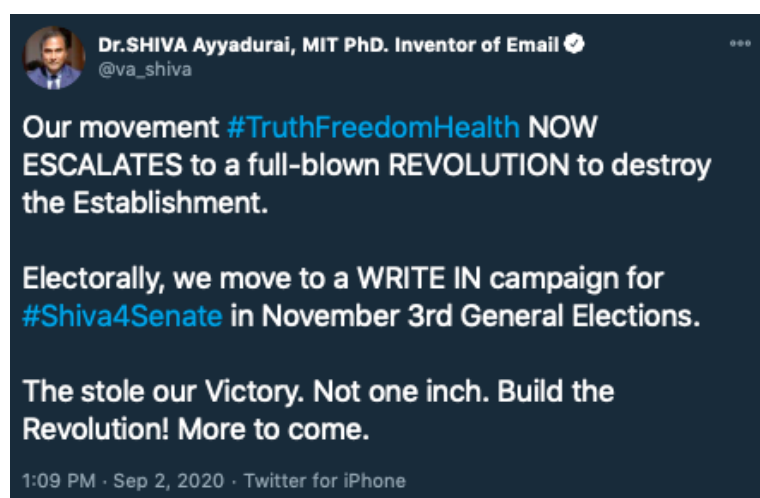 Dr.SHIVA Ayyadurai, MIT PhD. Inventor of Email
@va_shiva
Our movement #TruthFreedomHealth NOW
ESCALATES to a full-blown REVOLUTION to destroy
the Establishment.
Electorally, we move to a WRITE IN campaign for
#Shiva4Senate in November 3rd General Elections.
The stole our Victory. Not one inch. Build the
Revolution! More to come.
1:09 PM · Sep 2, 2020 · Twitter for iPhone